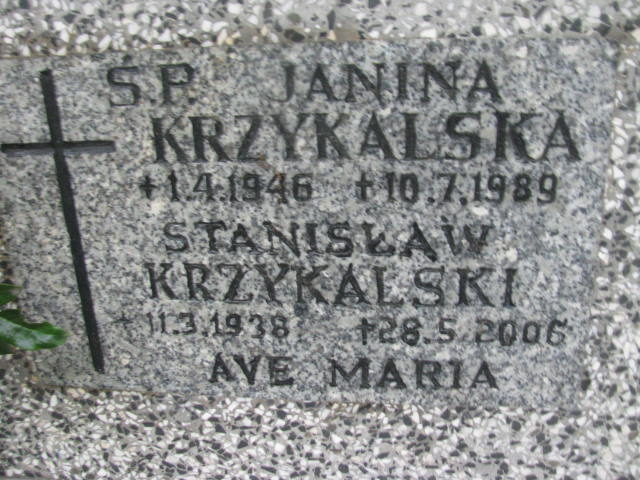 S.P. JANINA
KRZYKALSKA
+1.4.1946 +10.7.1989
STANISŁAW
KRZYKALSKI
+11.3.1938 †28.5.2006
AVE MARIA